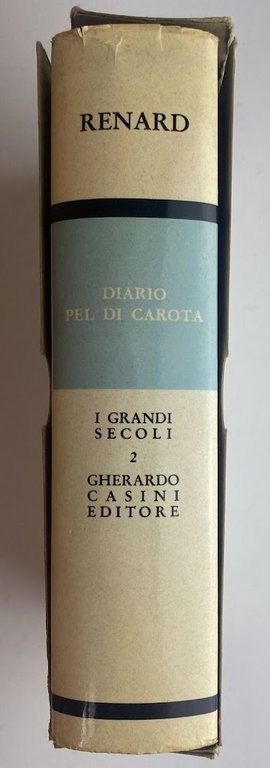 RENARD
DIARIO
PEL DI CAROTA
I GRANDI
SECOLI
2
GHERARDO
CASINI
EDITORE